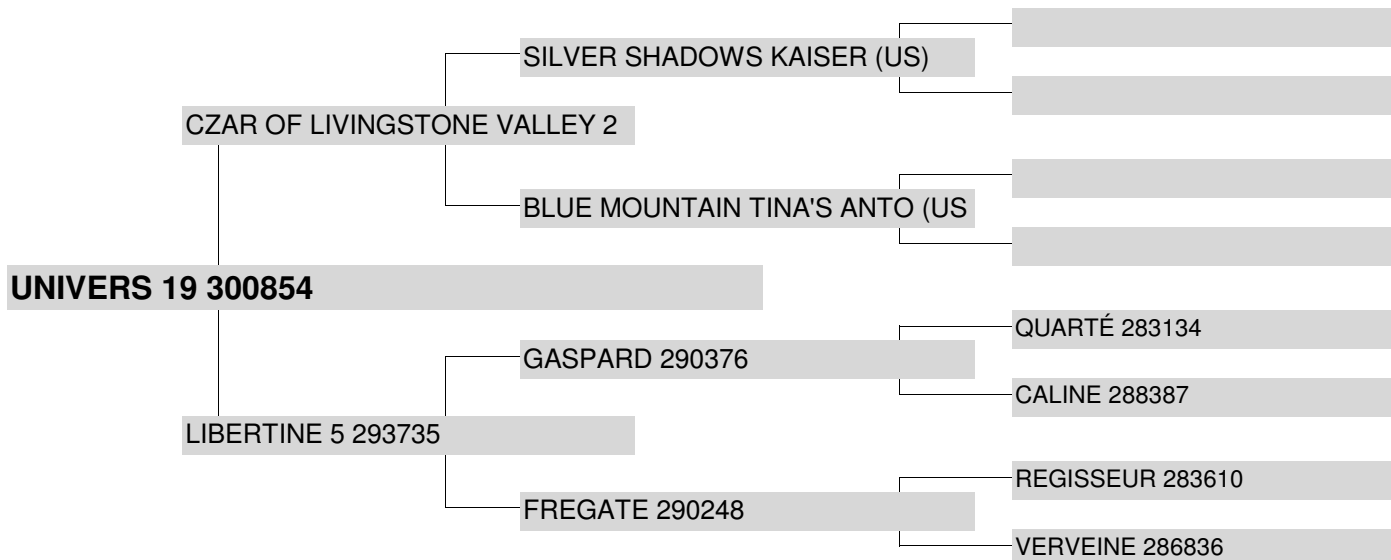 SILVER SHADOWS KAISER (US)
CZAR OF LIVINGSTONE VALLEY 2
BLUE MOUNTAIN TINA'S ANTO (US
UNIVERS 19 300854
QUARTÉ 283134
GASPARD 290376
CALINE 288387
LIBERTINE 5 293735
REGISSEUR 283610
FREGATE 290248
VERVEINE 286836